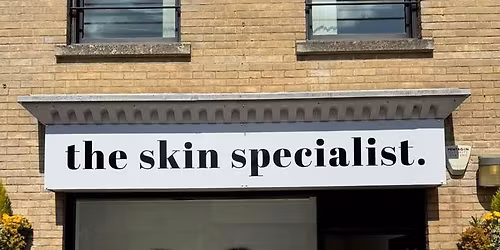 the skin specialist.